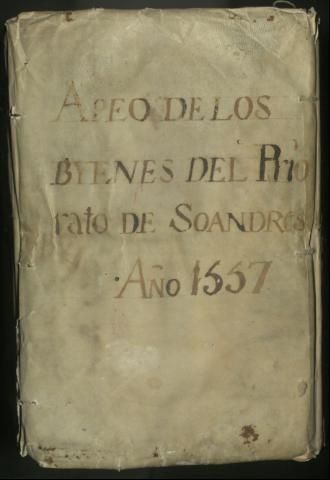 APEO DE LOS
BYENES DEL Prio
rato DE SOANDRES
AÑO 1557